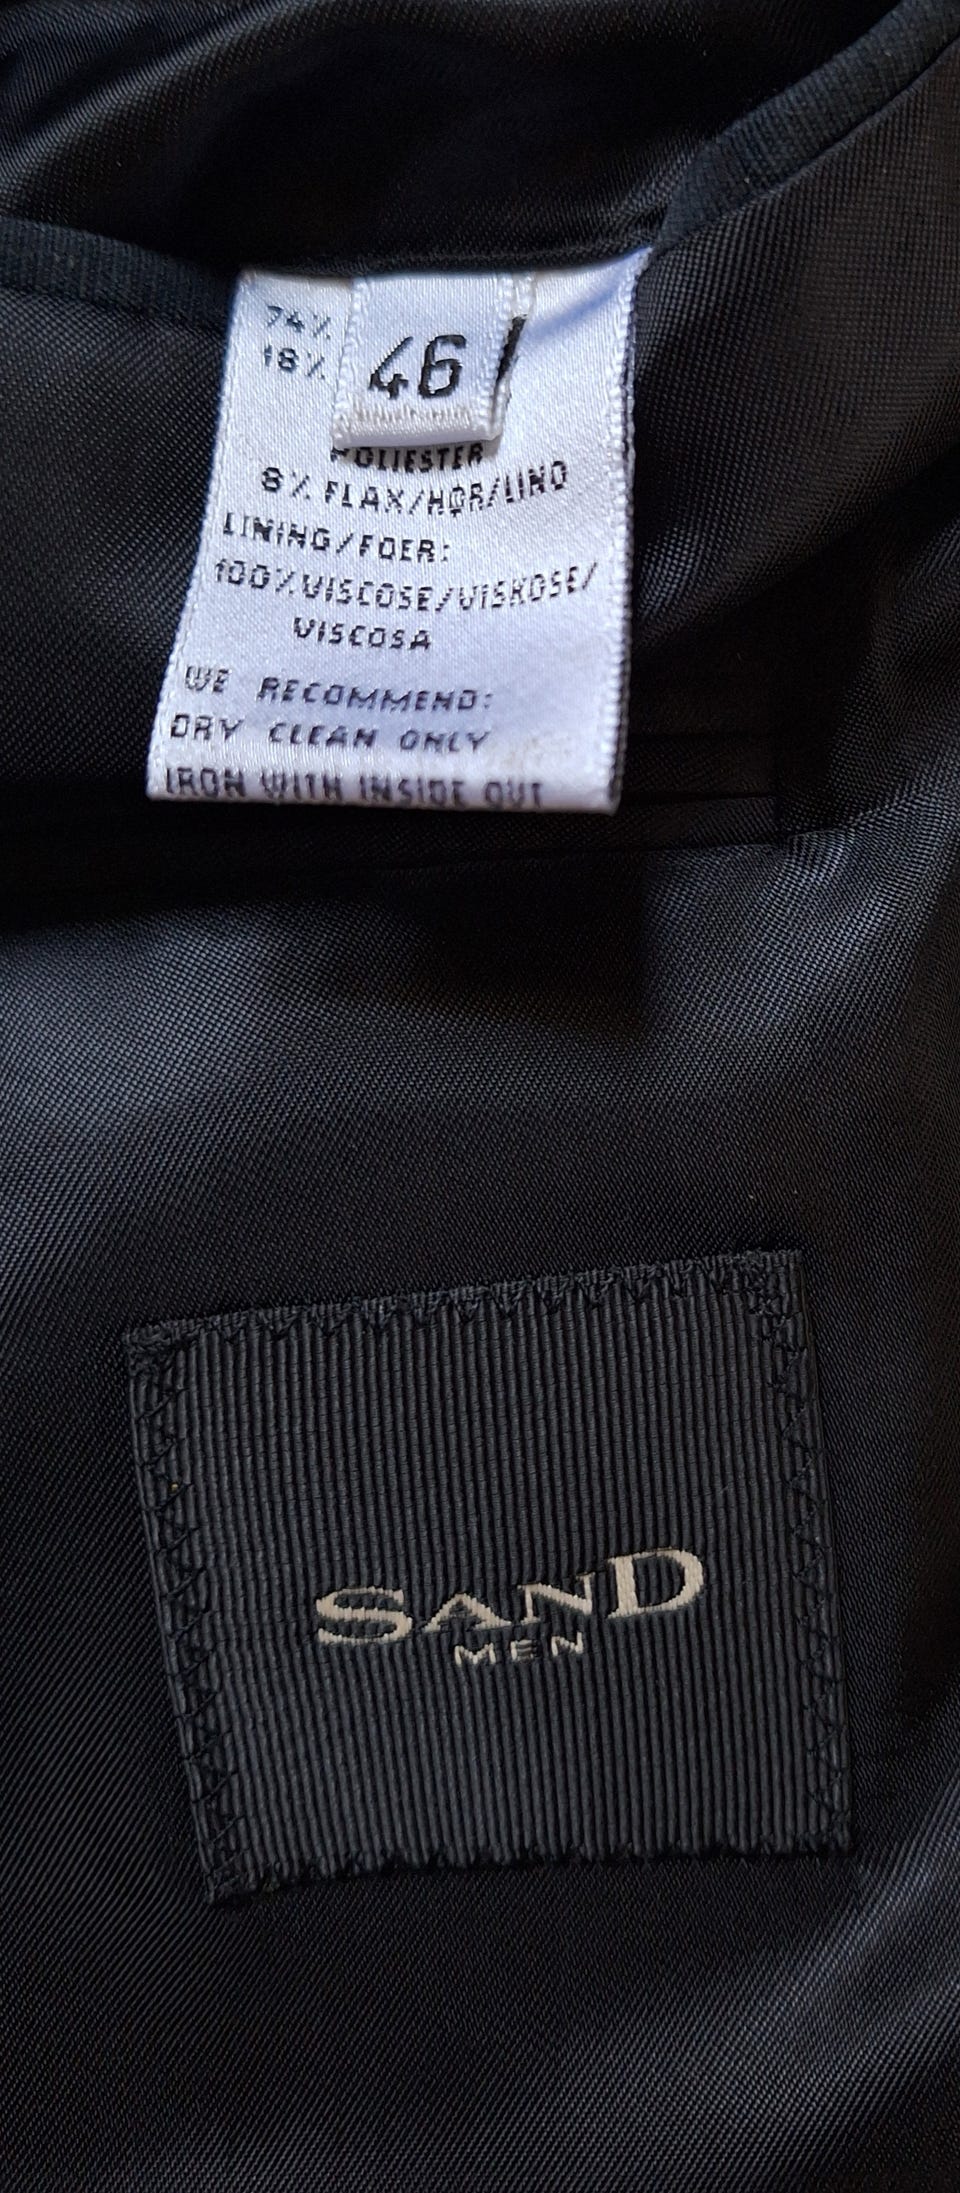 74%
18%
46
POLIESTER
8% FLAX/HØR/LINO
LINING/FOER:
100%VISCOSE/VISKOSE/
VISCOSA
WE RECOMMEND:
DRY CLEAN ONLY
IRON WITH INSIDE OUT
SAND
MEN